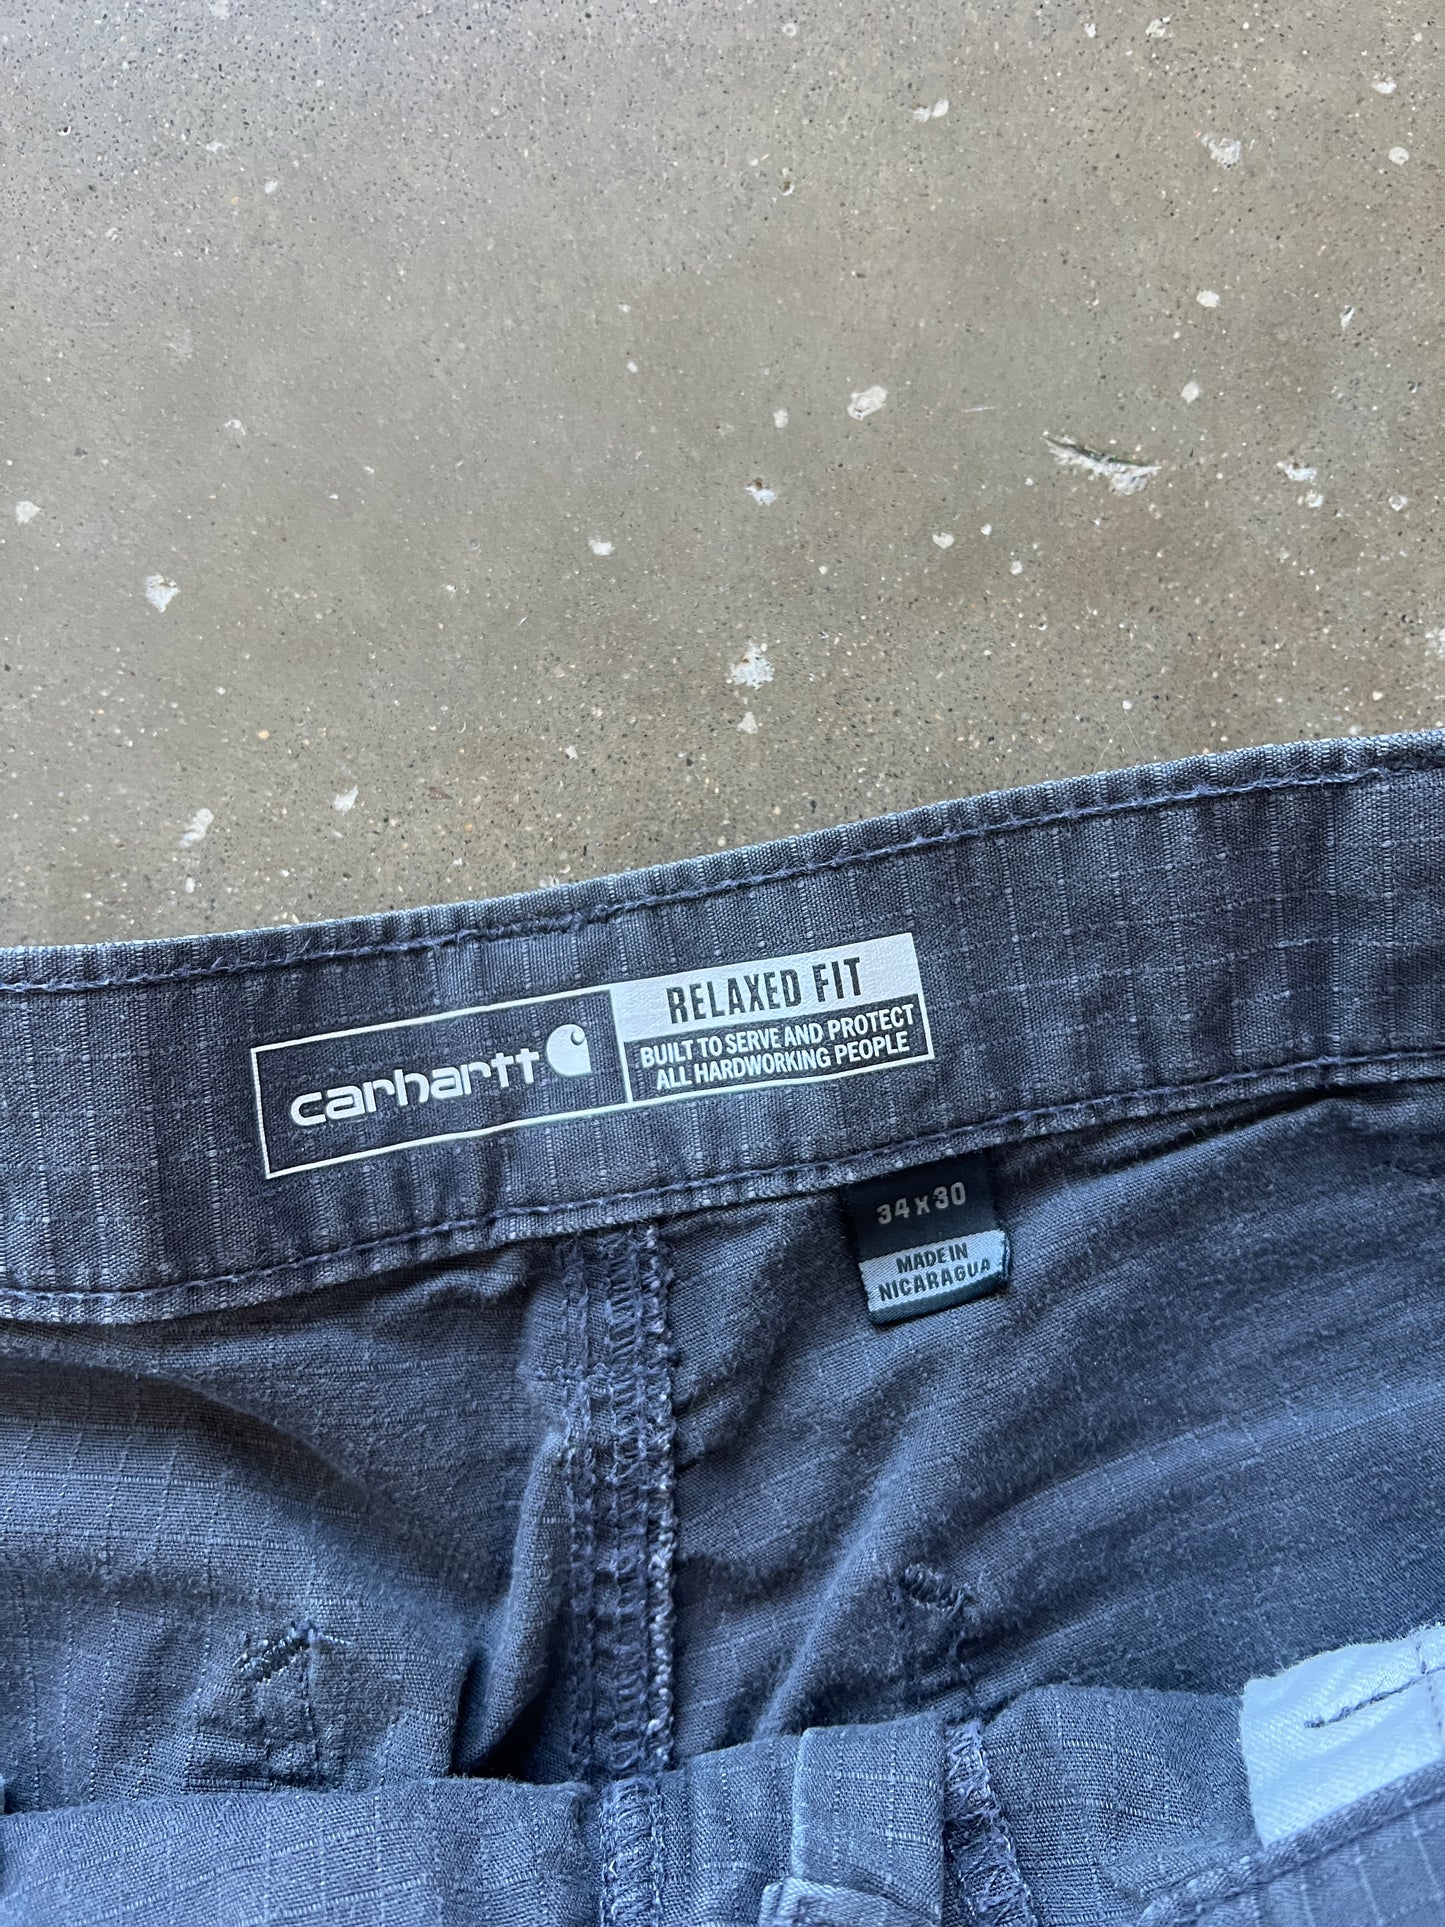 carhartt
RELAXED FIT
BUILT TO SERVE AND PROTECT
ALL HARDWORKING PEOPLE
34 x 30
MADE IN
NICARAGUA